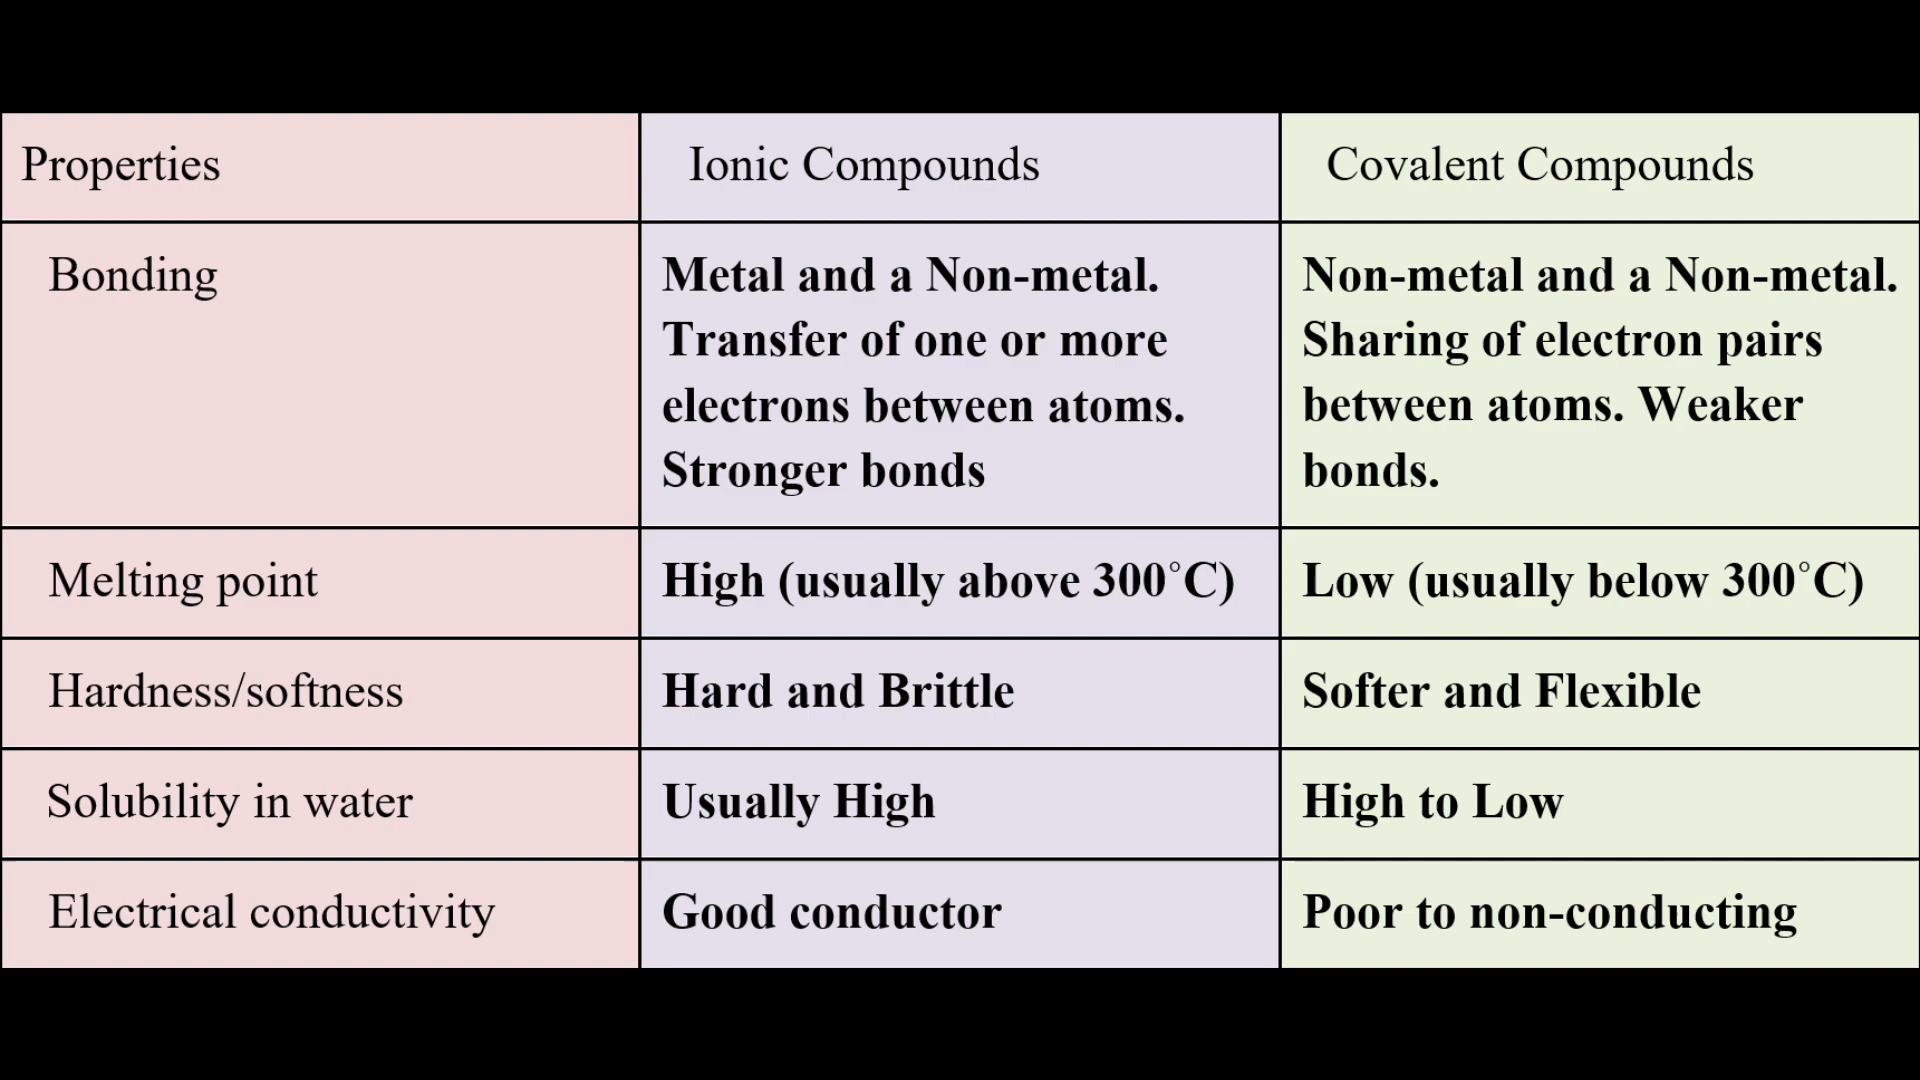 Properties
Ionic Compounds
Covalent Compounds
Bonding
Metal and a Non-metal.
Transfer of one or more
electrons between atoms.
Stronger bonds
Non-metal and a Non-metal.
Sharing of electron pairs
between atoms. Weaker
bonds.
Melting point
High (usually above 300˚C)
Low (usually below 300˚C)
Hardness/softness
Hard and Brittle
Softer and Flexible
Solubility in water
Usually High
High to Low
Electrical conductivity
Good conductor
Poor to non-conducting